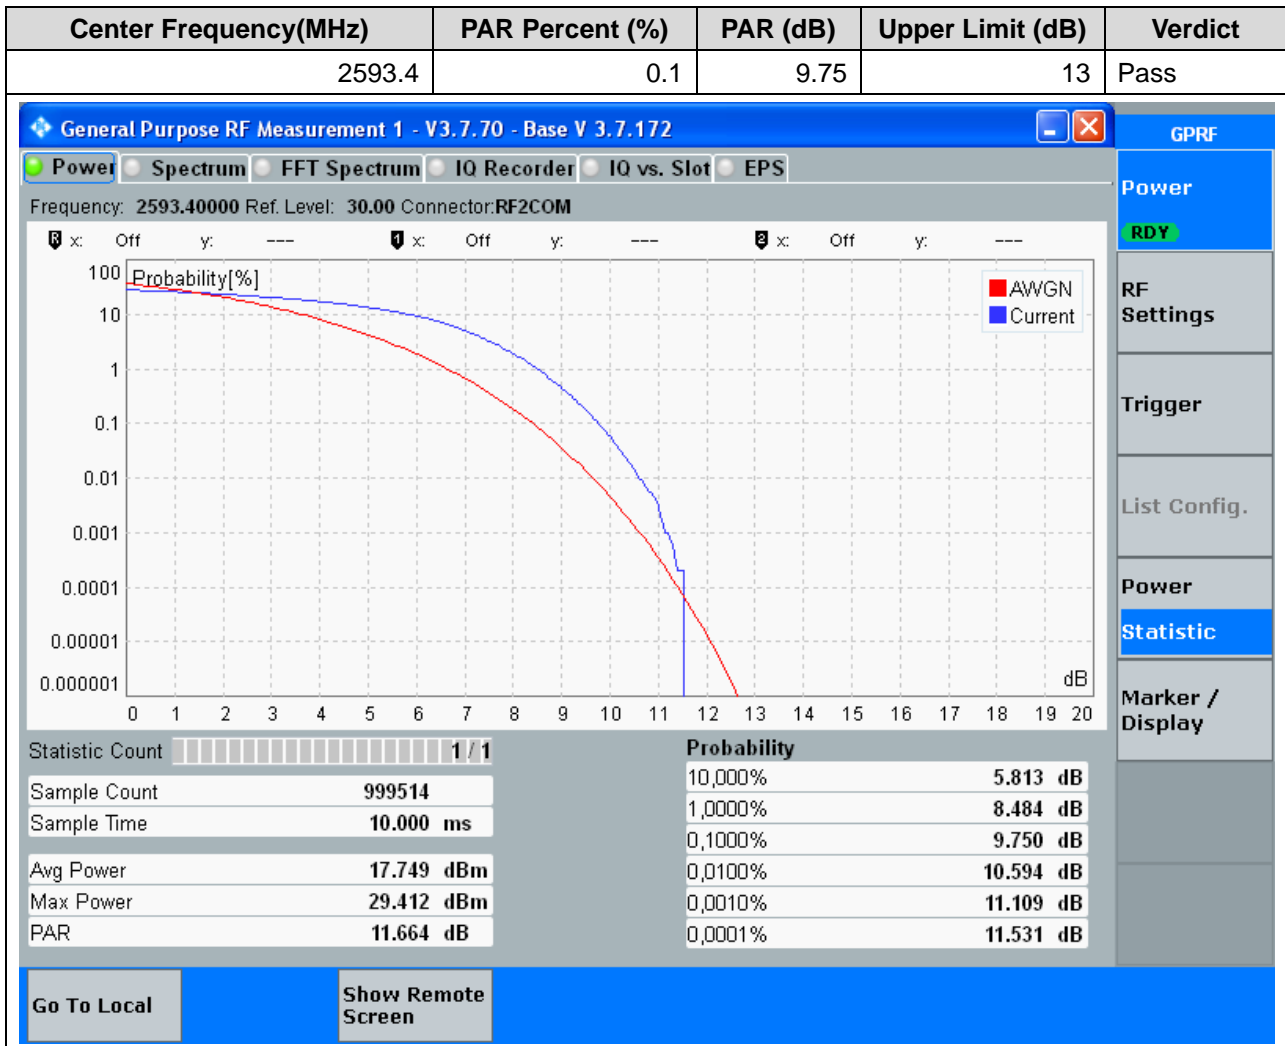 Center Frequency(MHz) PAR Percent (%) PAR (dB) Upper Limit (dB) Verdict
2593.4 0.1 9.75 13 Pass
General Purpose RF Measurement 1 - V3.7.70 - Base V 3.7.172
GPRF
Power Spectrum FFT Spectrum IQ Recorder IQ vs. Slot EPS
Power
RDY
Frequency: 2593.40000 Ref. Level: 30.00 Connector:RF2COM
R x: Off y: --- 1 x: Off y: --- 2 x: Off y: ---
Probability[%]
AWGN
Current
100
10
1
0.1
0.01
0.001
0.0001
0.00001
0.000001
dB
0 1 2 3 4 5 6 7 8 9 10 11 12 13 14 15 16 17 18 19 20
RF
Settings
Trigger
List Config.
Power
Statistic
Marker /
Display
Statistic Count 1 / 1
Sample Count 999514
Sample Time 10.000 ms
Avg Power 17.749 dBm
Max Power 29.412 dBm
PAR 11.664 dB
Probability
10,000% 5.813 dB
1,0000% 8.484 dB
0,1000% 9.750 dB
0,0100% 10.594 dB
0,0010% 11.109 dB
0,0001% 11.531 dB
Go To Local
Show Remote
Screen